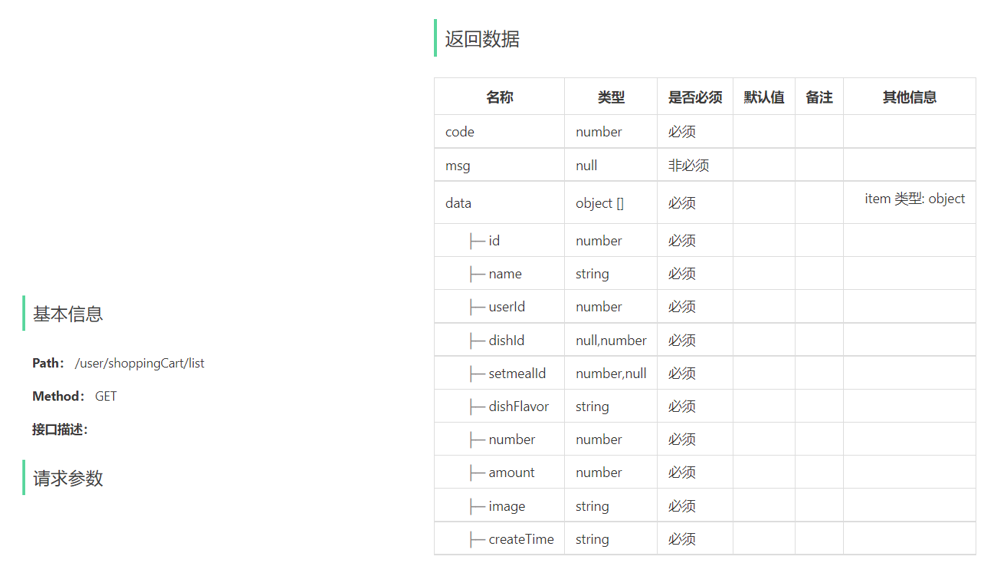 基本信息
Path： /user/shoppingCart/list
Method： GET
接口描述：
请求参数
返回数据
名称 类型 是否必须 默认值 备注 其他信息
code number 必须
msg null 非必须
data object [] 必须 item 类型: object
├─ id number 必须
├─ name string 必须
├─ userId number 必须
├─ dishId null,number 必须
├─ setmealId number,null 必须
├─ dishFlavor string 必须
├─ number number 必须
├─ amount number 必须
├─ image string 必须
├─ createTime string 必须